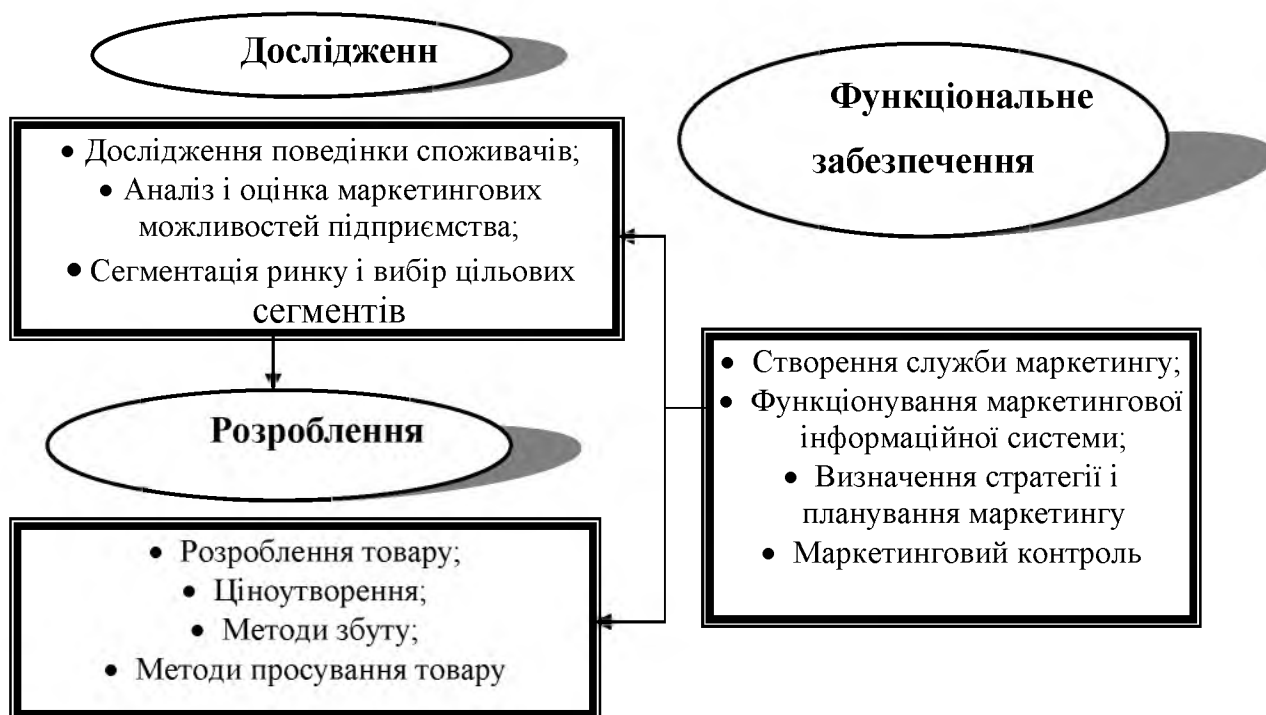 Дослідженн
• Дослідження поведінки споживачів;
• Аналіз і оцінка маркетингових
можливостей підприємства;
• Сегментація ринку і вибір цільових
сегментів
Розроблення
• Розроблення товару;
• Ціноутворення;
• Методи збуту;
• Методи просування товару
Функціональне
забезпечення
• Створення служби маркетингу;
• Функціонування маркетингової
інформаційної системи;
• Визначення стратегії і
планування маркетингу
• Маркетинговий контроль